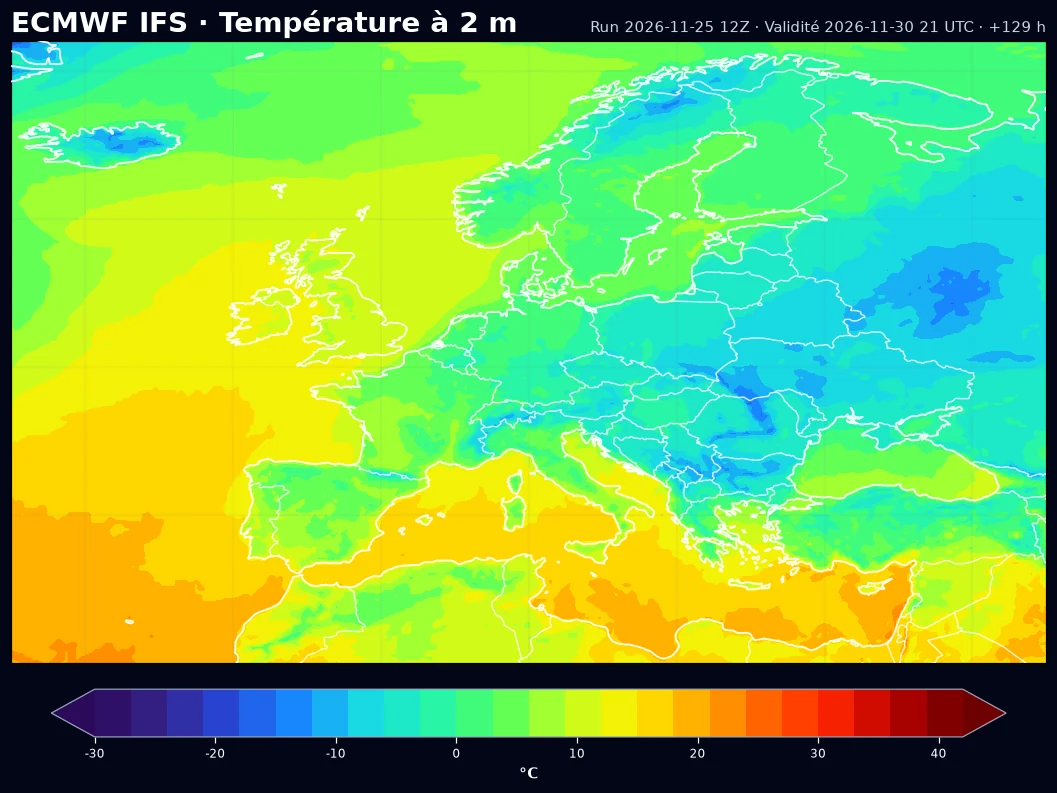 ECMWF IFS · Température à 2 m
Run 2026-11-25 12Z · Validité 2026-11-30 21 UTC · +129 h
-30 -20 -10 0 10 20 30 40
°C